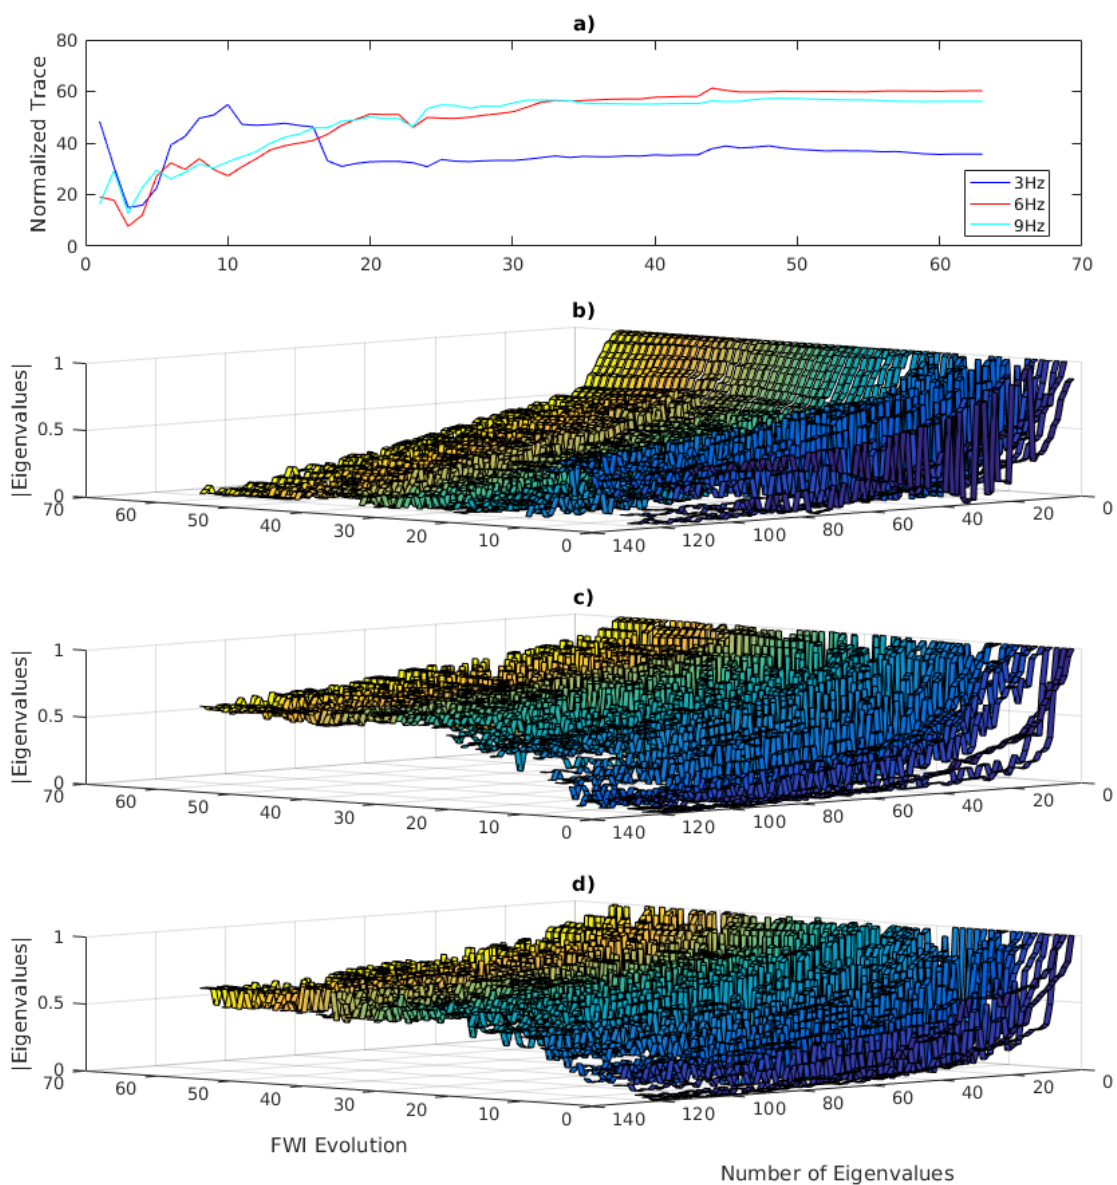 a)
Normalized Trace
80
60
40
20
0
0 10 20 30 40 50 60 70
3Hz
6Hz
9Hz
b)
|Eigenvalues|
1
0.5
0
70 60 50 40 30 20 10 0
140 120 100 80 60 40 20 0
c)
|Eigenvalues|
1
0.5
0
70 60 50 40 30 20 10 0
140 120 100 80 60 40 20 0
d)
|Eigenvalues|
1
0.5
0
70 60 50 40 30 20 10 0
140 120 100 80 60 40 20 0
FWI Evolution
Number of Eigenvalues